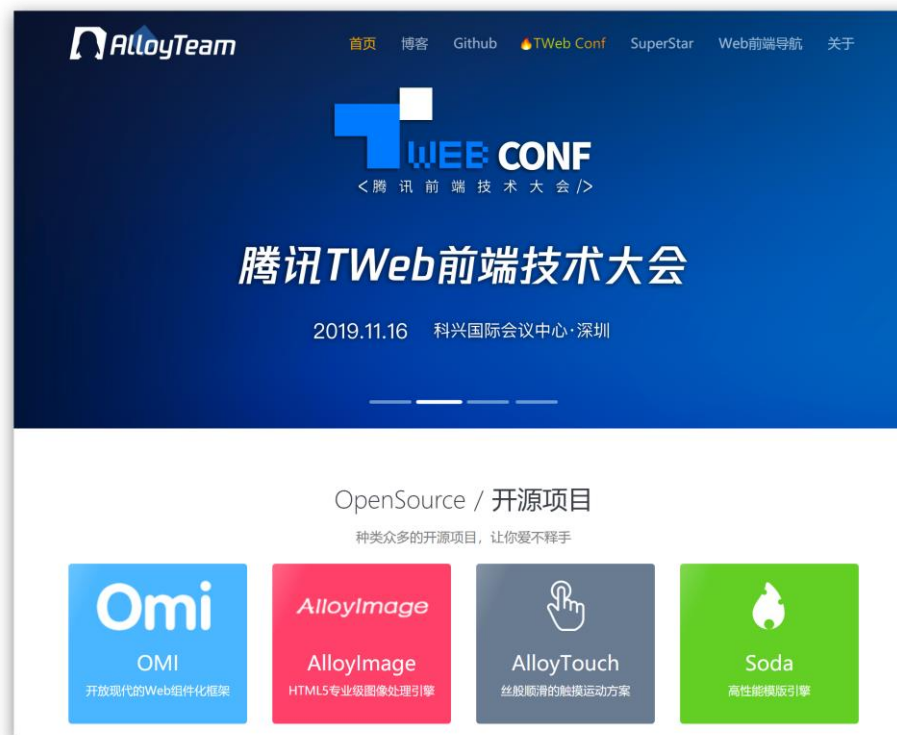 AlloyTeam
首页 博客 Github TWeb Conf SuperStar Web前端导航 关于
WEB CONF
<腾讯前端技术大会/>
腾讯TWeb前端技术大会
2019.11.16 科兴国际会议中心·深圳
OpenSource / 开源项目
种类众多的开源项目，让你爱不释手
Omi AlloyImage
OMI AlloyImage AlloyTouch Soda
开放现代的Web组件化框架 HTML5专业级图像处理引擎 丝般顺滑的触摸运动方案 高性能模版引擎